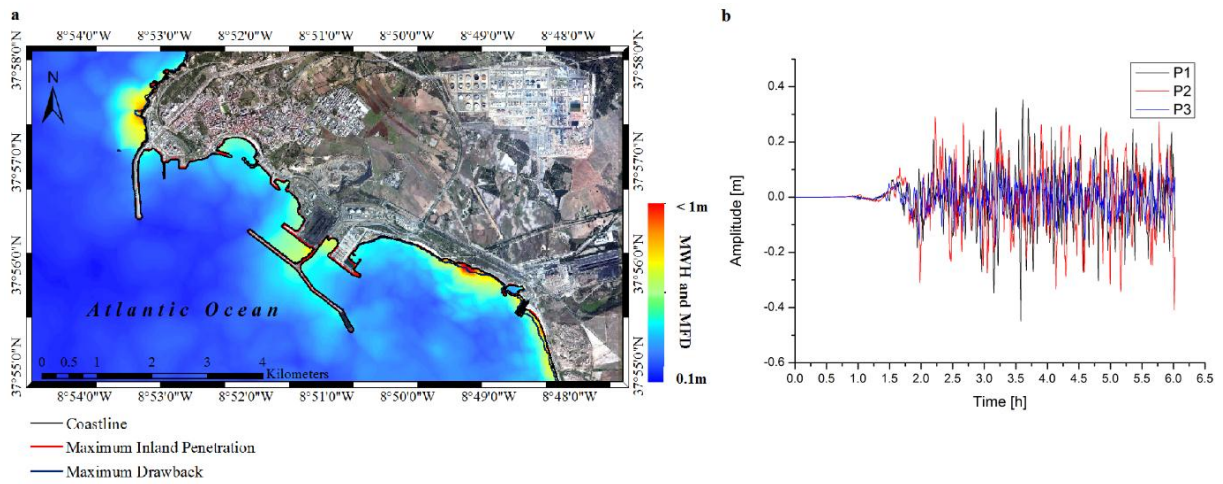 a
8°54'0"W 8°53'0"W 8°52'0"W 8°51'0"W 8°50'0"W 8°49'0"W 8°48'0"W
37°58'0"N
37°57'0"N
37°56'0"N
37°55'0"N
N
Atlantic Ocean
0 0.5 1 2 3 4
Kilometers
37°58'0"N
37°57'0"N
37°56'0"N
37°55'0"N
8°54'0"W 8°53'0"W 8°52'0"W 8°51'0"W 8°50'0"W 8°49'0"W 8°48'0"W
< 1m
MWH and MFD
0.1m
Coastline
Maximum Inland Penetration
Maximum Drawback
b
P1
P2
P3
Amplitude [m]
0.4
0.2
0.0
-0.2
-0.4
-0.6
0.0 0.5 1.0 1.5 2.0 2.5 3.0 3.5 4.0 4.5 5.0 5.5 6.0 6.5
Time [h]